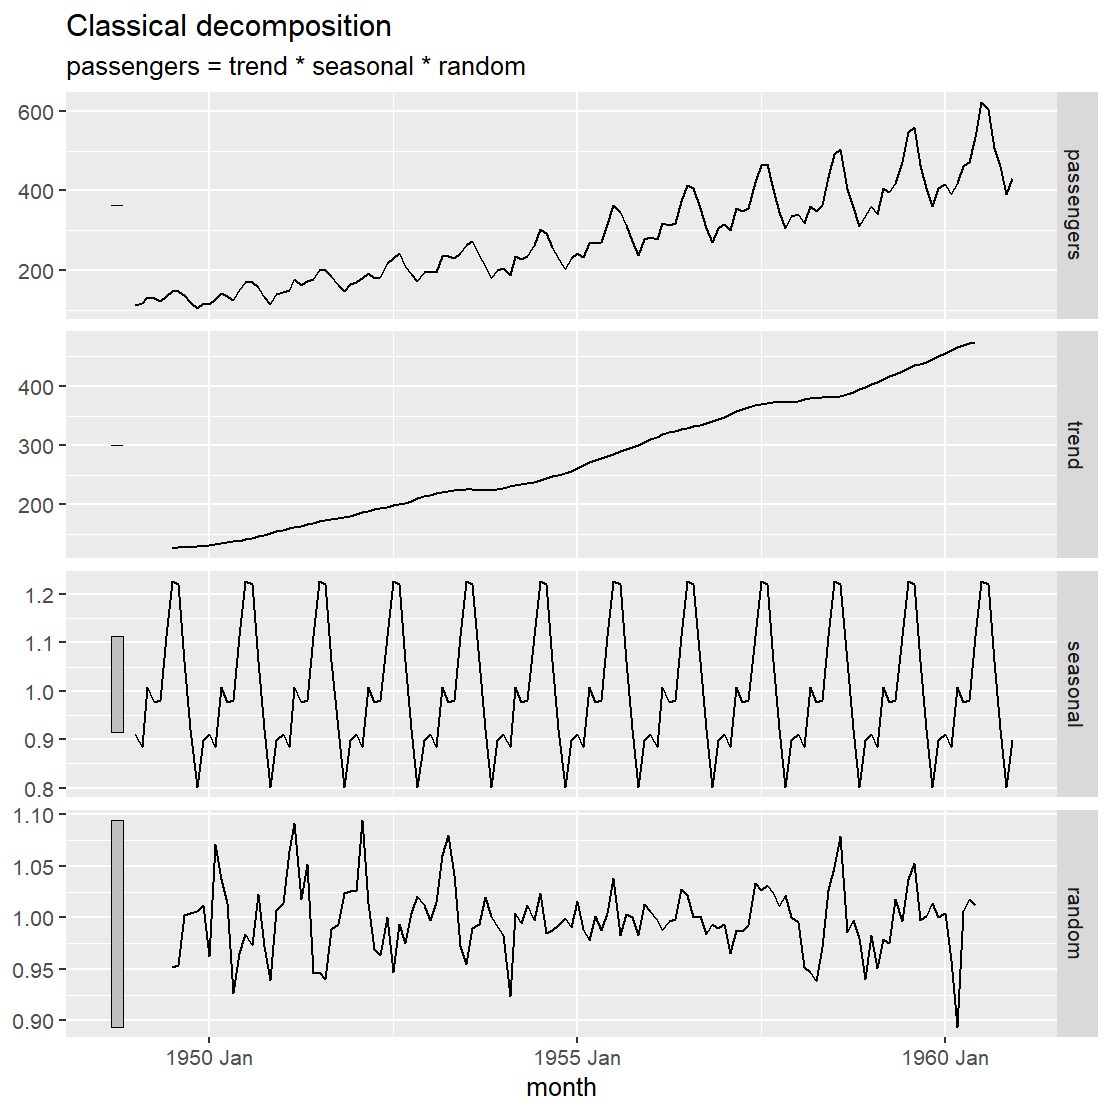 Classical decomposition
passengers = trend * seasonal * random
600
400
200
passengers
400
300
200
trend
1.2
1.1
1.0
0.9
0.8
seasonal
1.10
1.05
1.00
0.95
0.90
random
1950 Jan
1955 Jan
1960 Jan
month